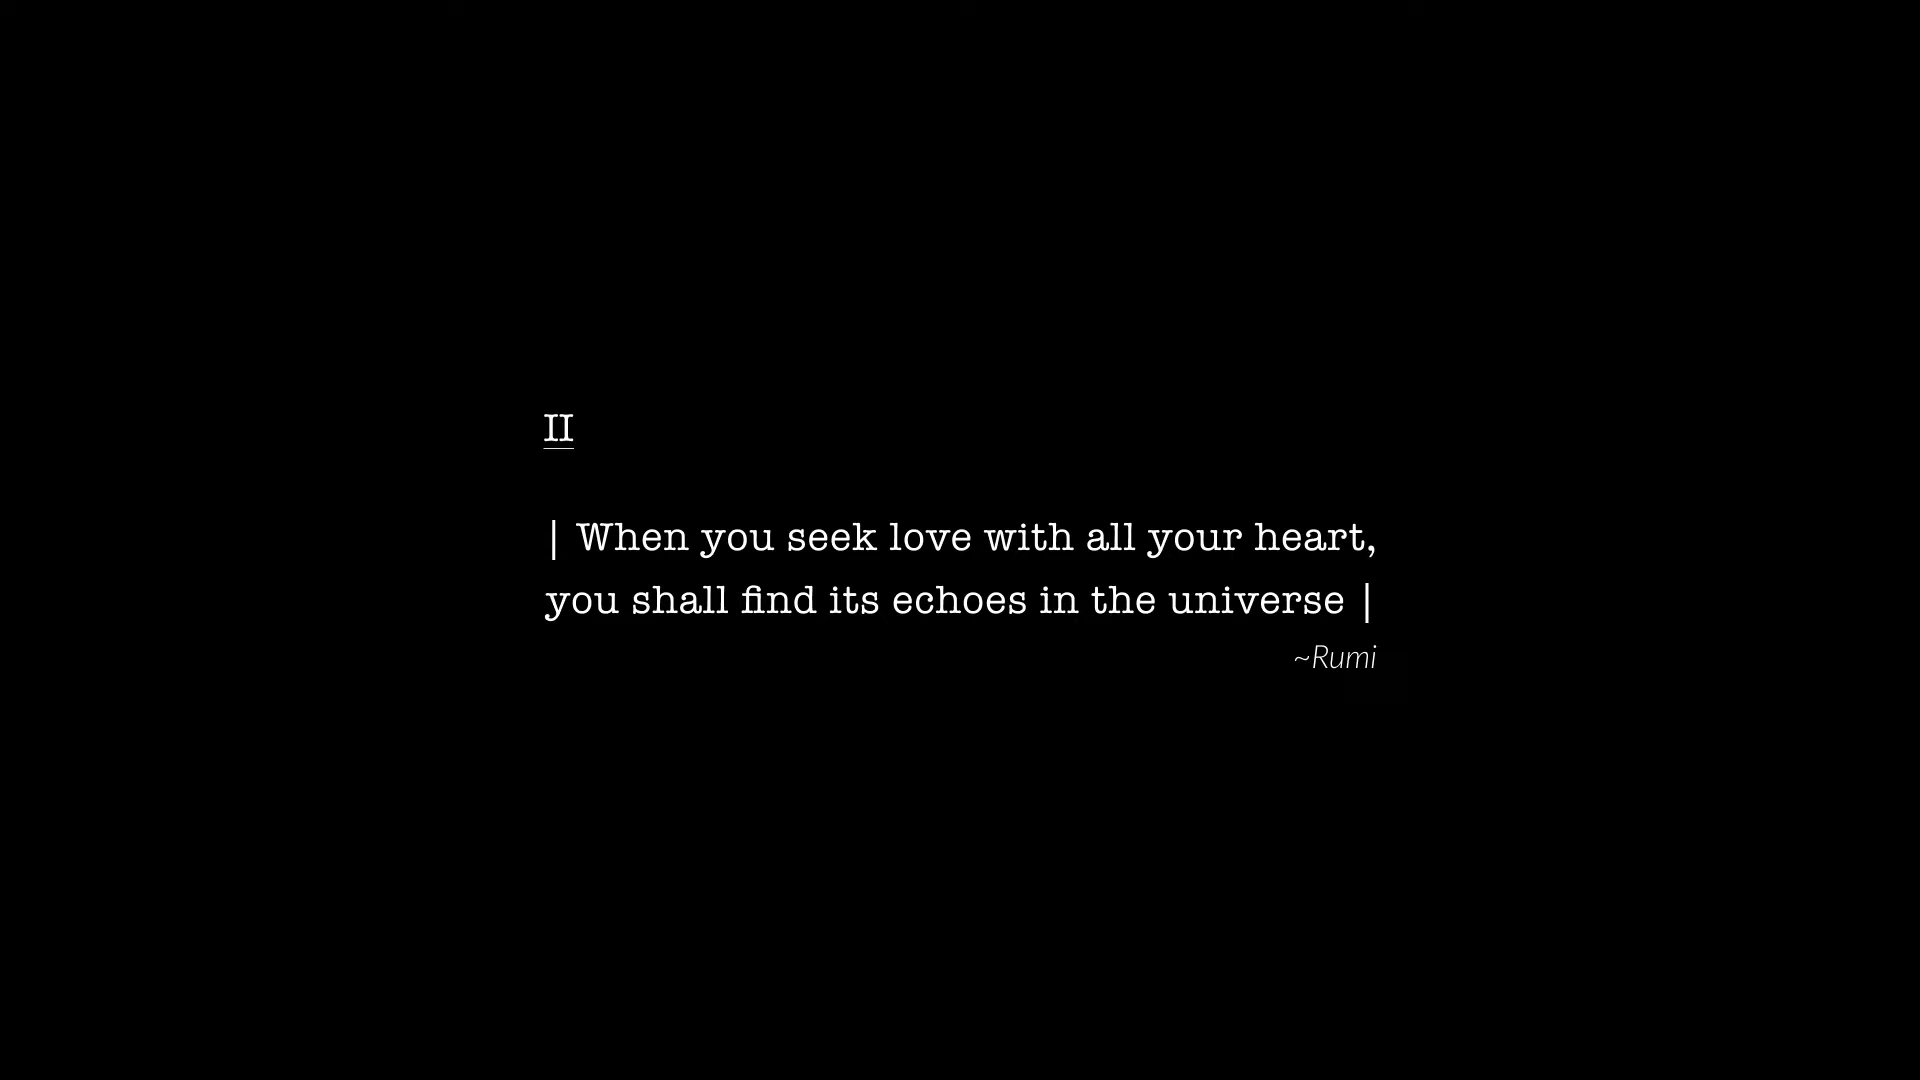 II
| When you seek love with all your heart,
you shall find its echoes in the universe |
~Rumi